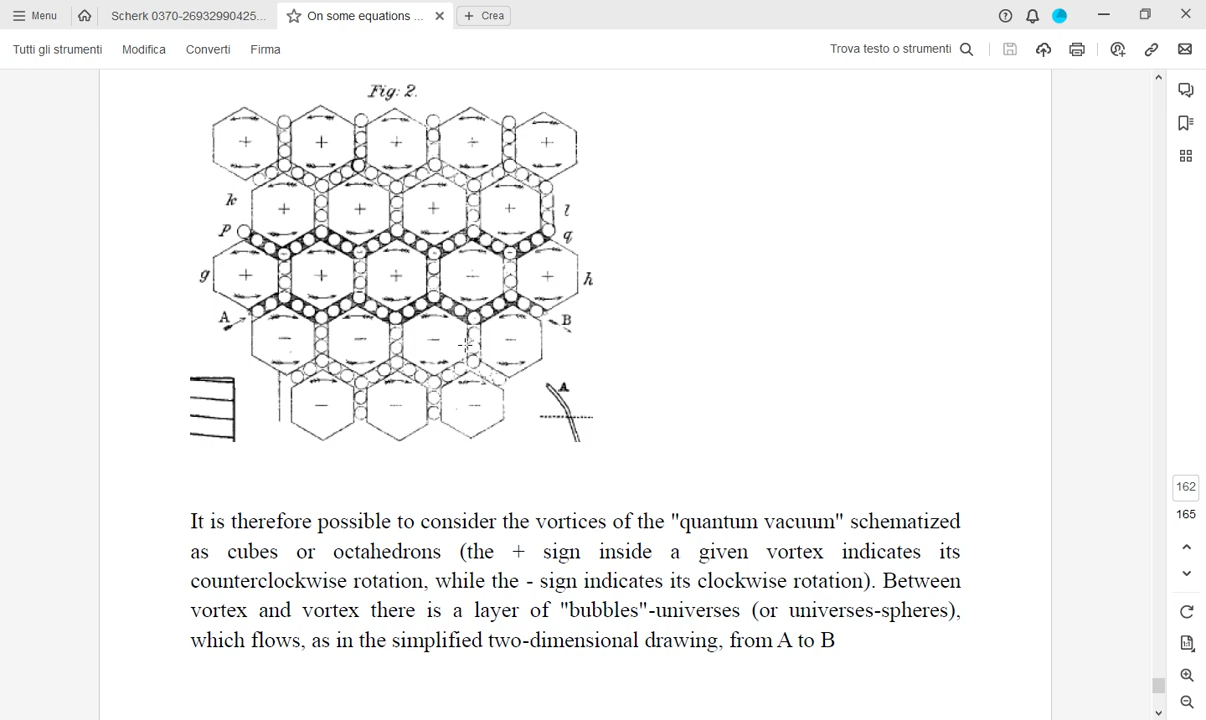 Menu
Scherk 0370-26932990425...
On some equations ...
Crea
Tutti gli strumenti
Modifica
Converti
Firma
Trova testo o strumenti
Fig: 2.
+ + + + +
k
+ + + +
l
p
q
g
+ + + − +
h
A
B
− − − −
− − −
A
It is therefore possible to consider the vortices of the "quantum vacuum" schematized
as cubes or octahedrons (the + sign inside a given vortex indicates its
counterclockwise rotation, while the - sign indicates its clockwise rotation). Between
vortex and vortex there is a layer of "bubbles"-universes (or universes-spheres),
which flows, as in the simplified two-dimensional drawing, from A to B
162
165
1:1